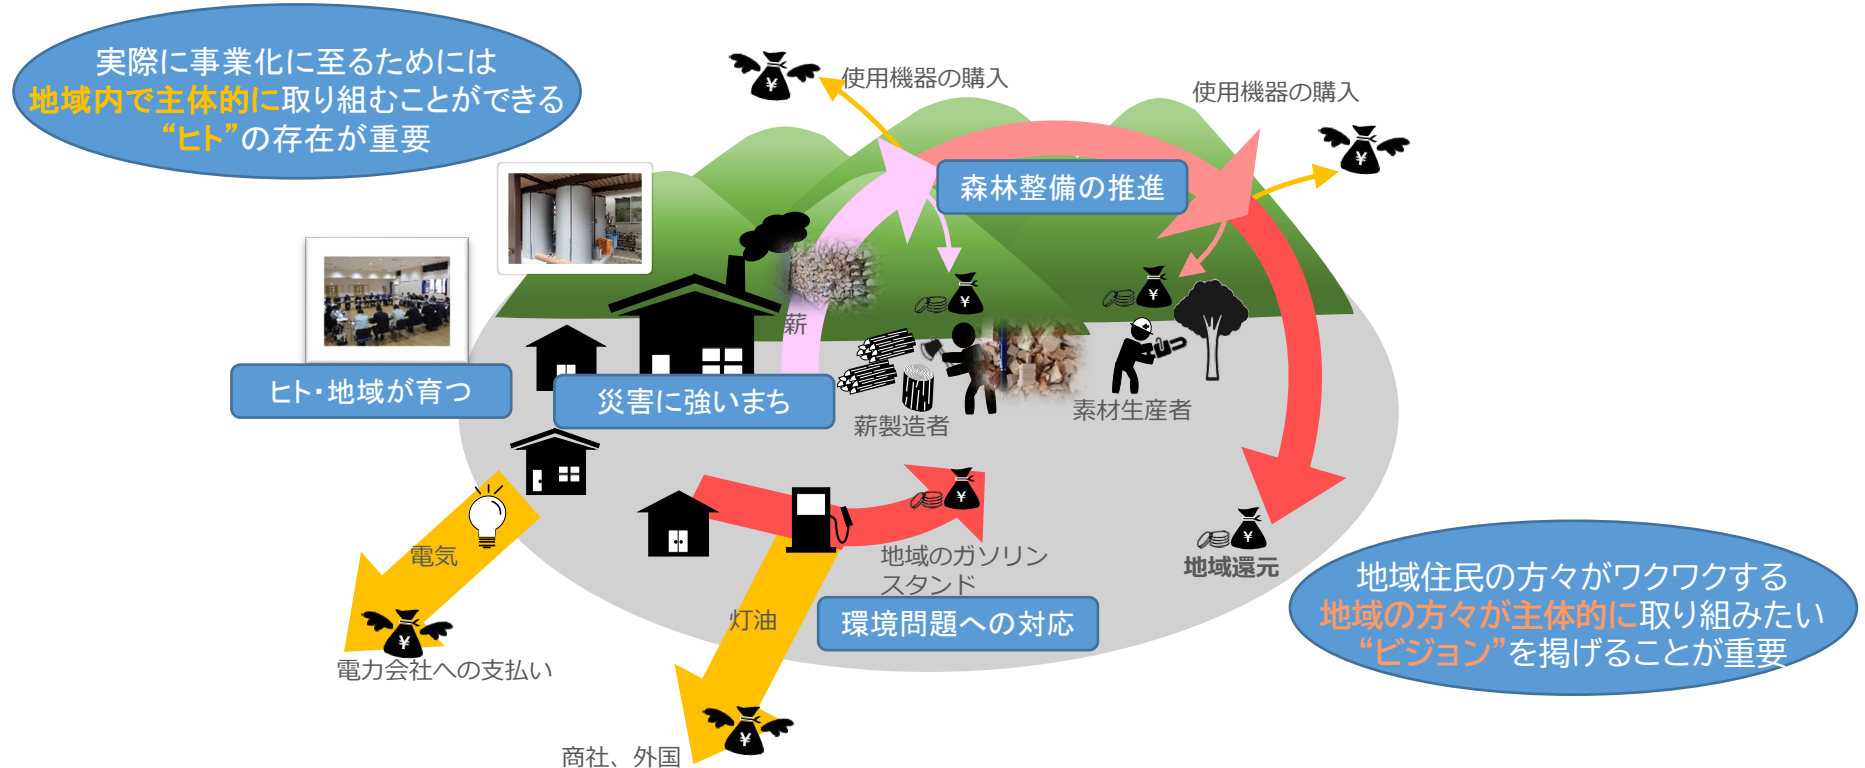 実際に事業化に至るためには
地域内で主体的に取り組むことができる
“ヒト”の存在が重要
使用機器の購入
使用機器の購入
¥
¥
森林整備の推進
薪
¥
¥
ヒト・地域が育つ
災害に強いまち
薪製造者
素材生産者
電気
¥
地域のガソリン
スタンド
¥
地域還元
灯油
環境問題への対応
¥
電力会社への支払い
¥
商社、外国
地域住民の方々がワクワクする
地域の方々が主体的に取り組みたい
“ビジョン”を掲げることが重要